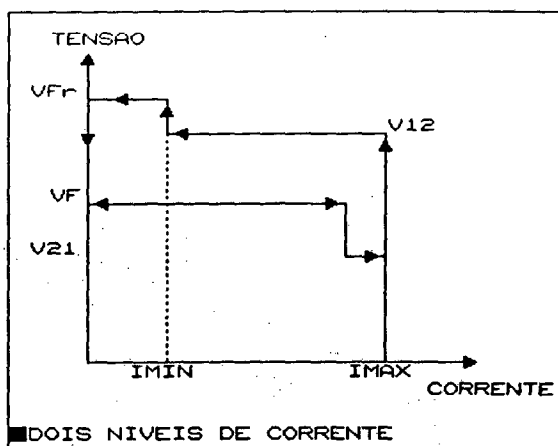 TENSAO
VFr
V12
VF
V21
IMIN
IMAX
CORRENTE
DOIS NIVEIS DE CORRENTE